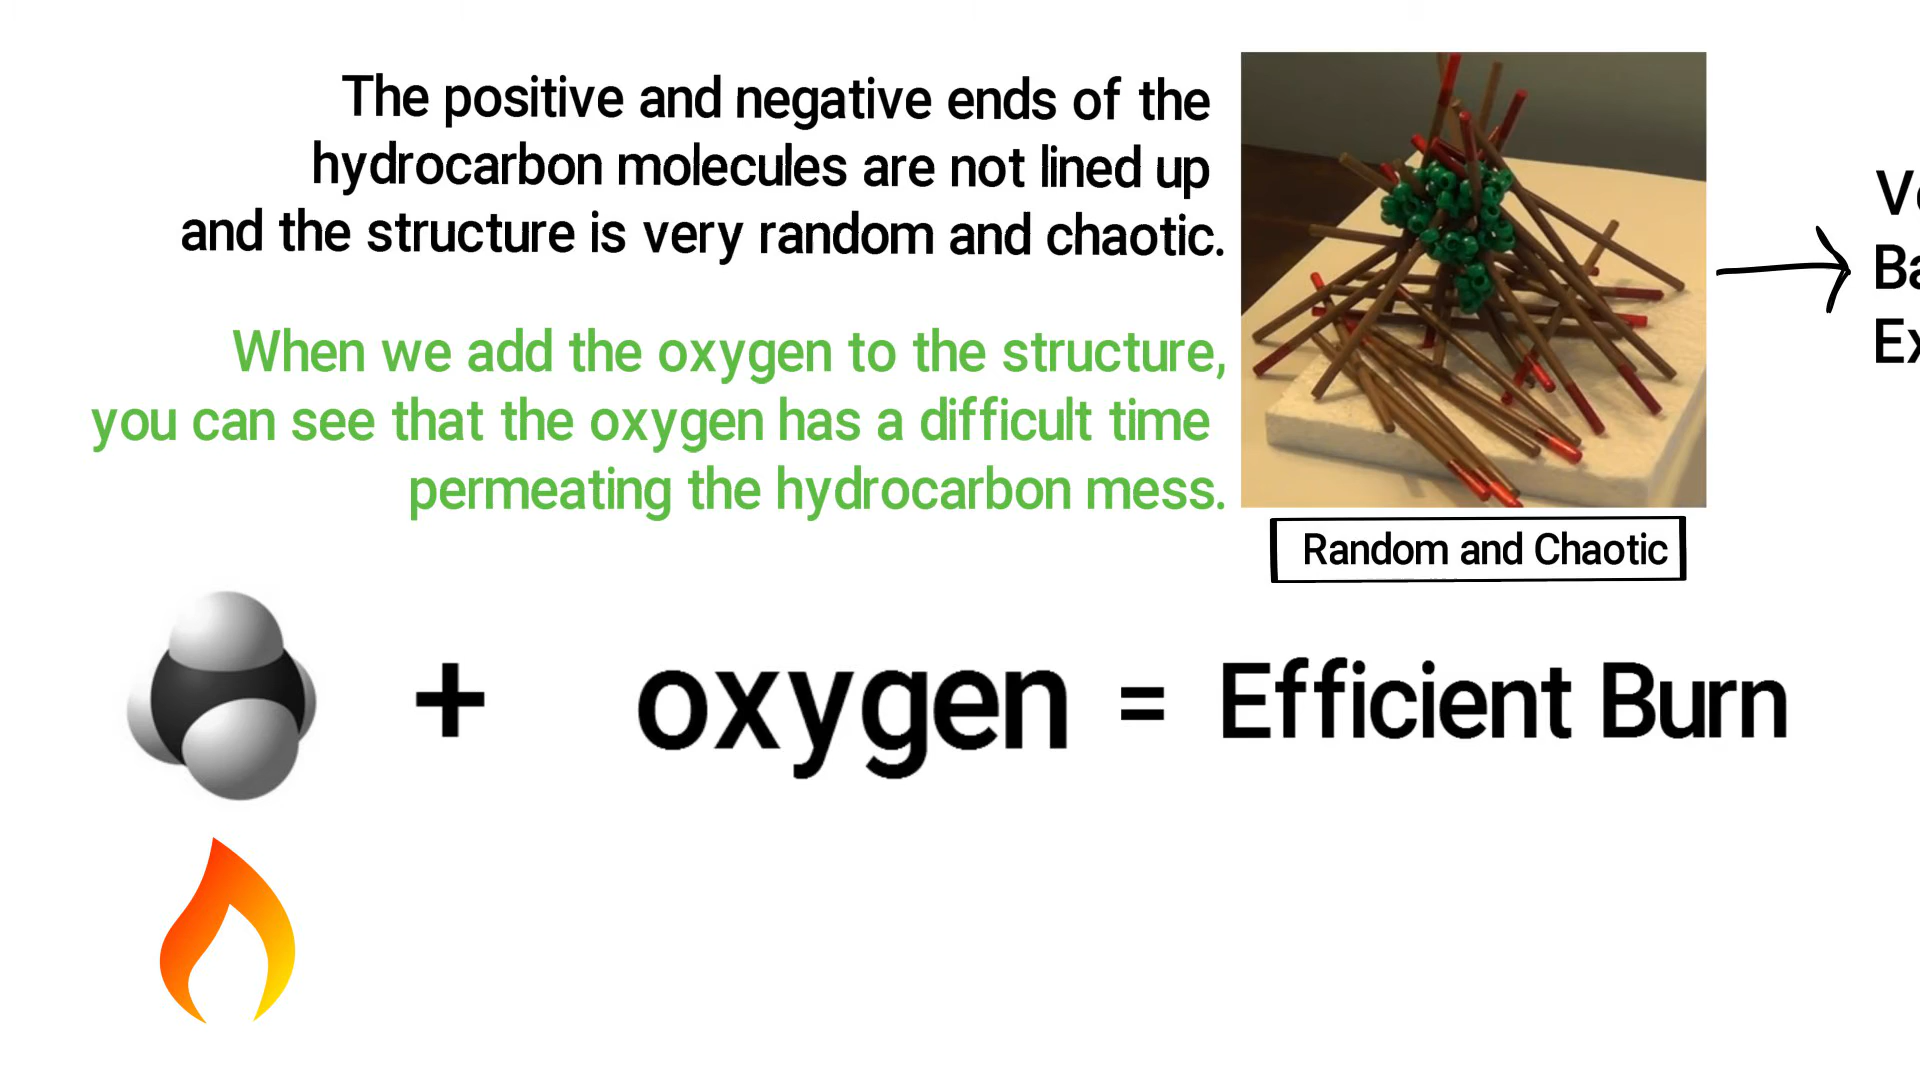 The positive and negative ends of the
hydrocarbon molecules are not lined up
and the structure is very random and chaotic.
When we add the oxygen to the structure,
you can see that the oxygen has a difficult time
permeating the hydrocarbon mess.
Random and Chaotic
+ oxygen = Efficient Burn